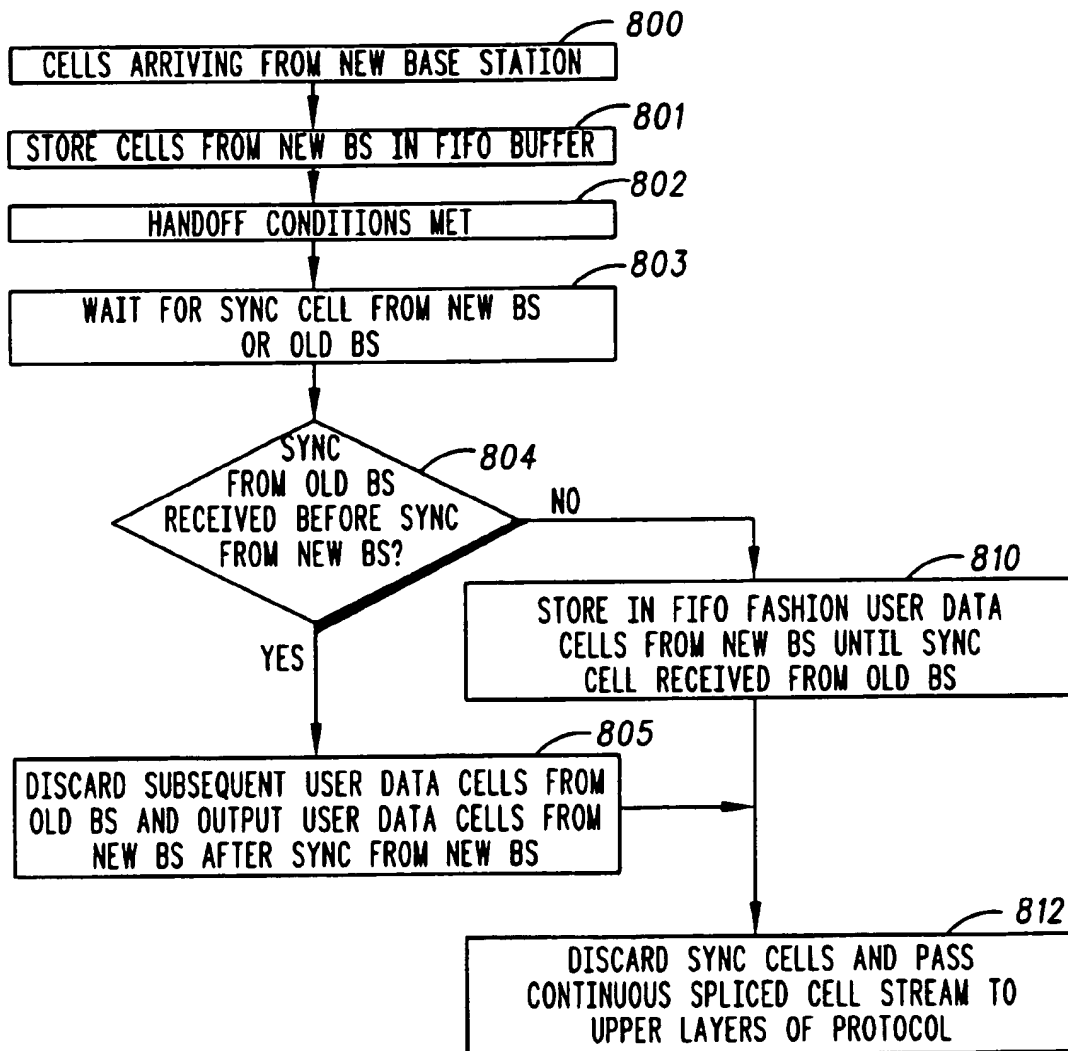 800
CELLS ARRIVING FROM NEW BASE STATION
801
STORE CELLS FROM NEW BS IN FIFO BUFFER
802
HANDOFF CONDITIONS MET
803
WAIT FOR SYNC CELL FROM NEW BS
OR OLD BS
804
SYNC
FROM OLD BS
RECEIVED BEFORE SYNC
FROM NEW BS?
NO
YES
810
STORE IN FIFO FASHION USER DATA
CELLS FROM NEW BS UNTIL SYNC
CELL RECEIVED FROM OLD BS
805
DISCARD SUBSEQUENT USER DATA CELLS FROM
OLD BS AND OUTPUT USER DATA CELLS FROM
NEW BS AFTER SYNC FROM NEW BS
812
DISCARD SYNC CELLS AND PASS
CONTINUOUS SPLICED CELL STREAM TO
UPPER LAYERS OF PROTOCOL